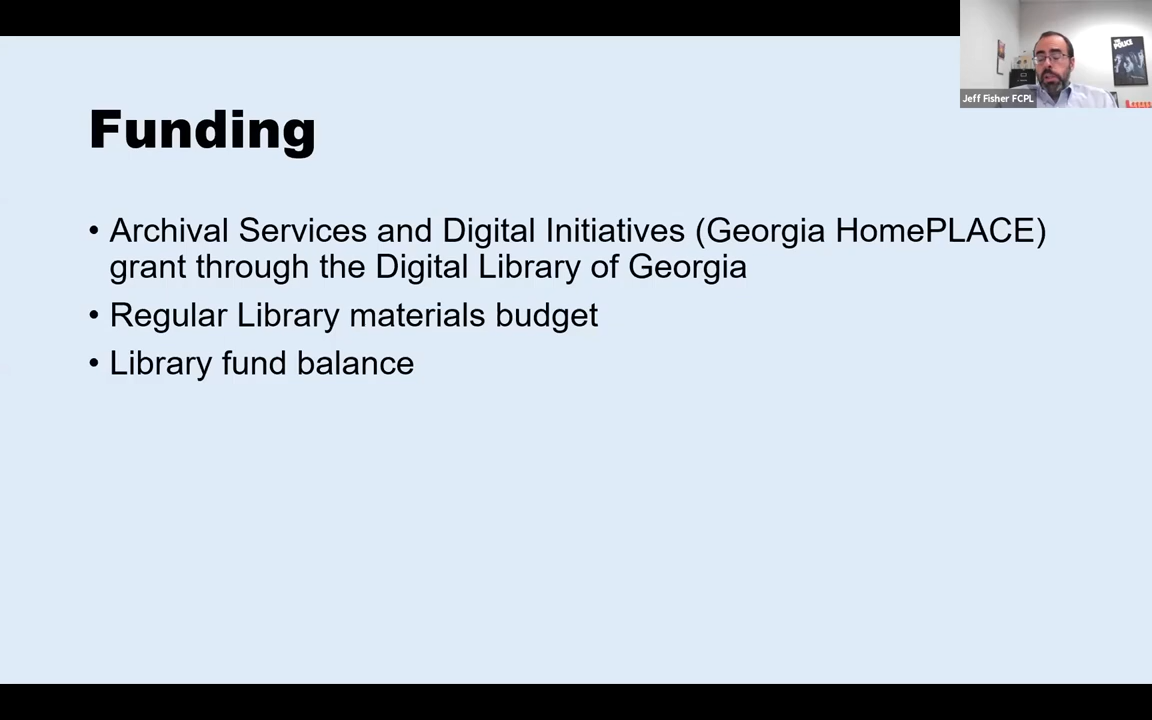 Funding
• Archival Services and Digital Initiatives (Georgia HomePLACE)
grant through the Digital Library of Georgia
• Regular Library materials budget
• Library fund balance
Jeff Fisher FCPL
POLICE